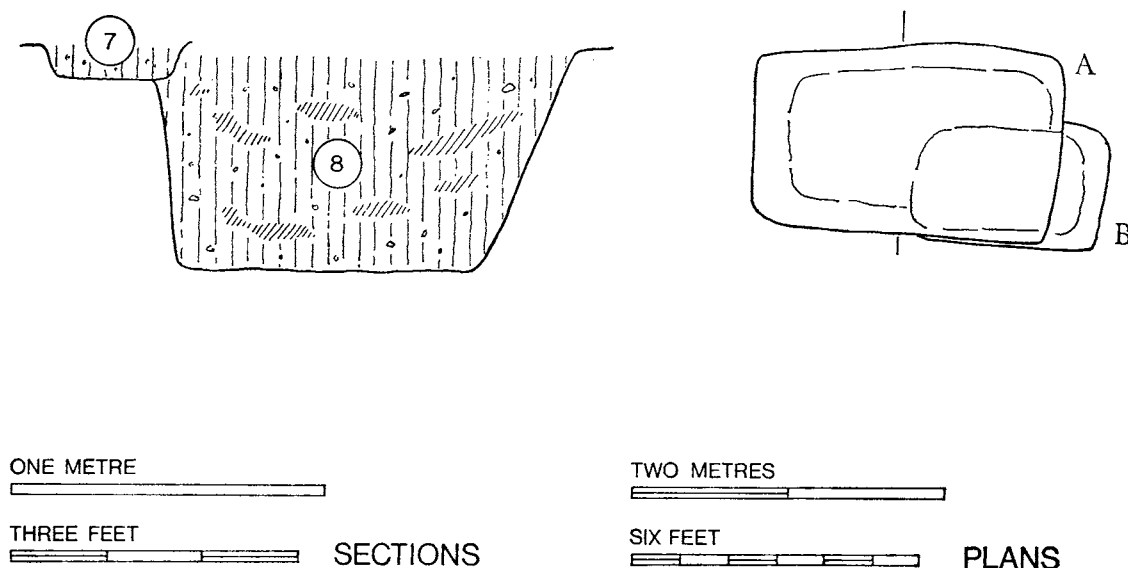 7
8
A
B
ONE METRE
THREE FEET
SECTIONS
TWO METRES
SIX FEET
PLANS